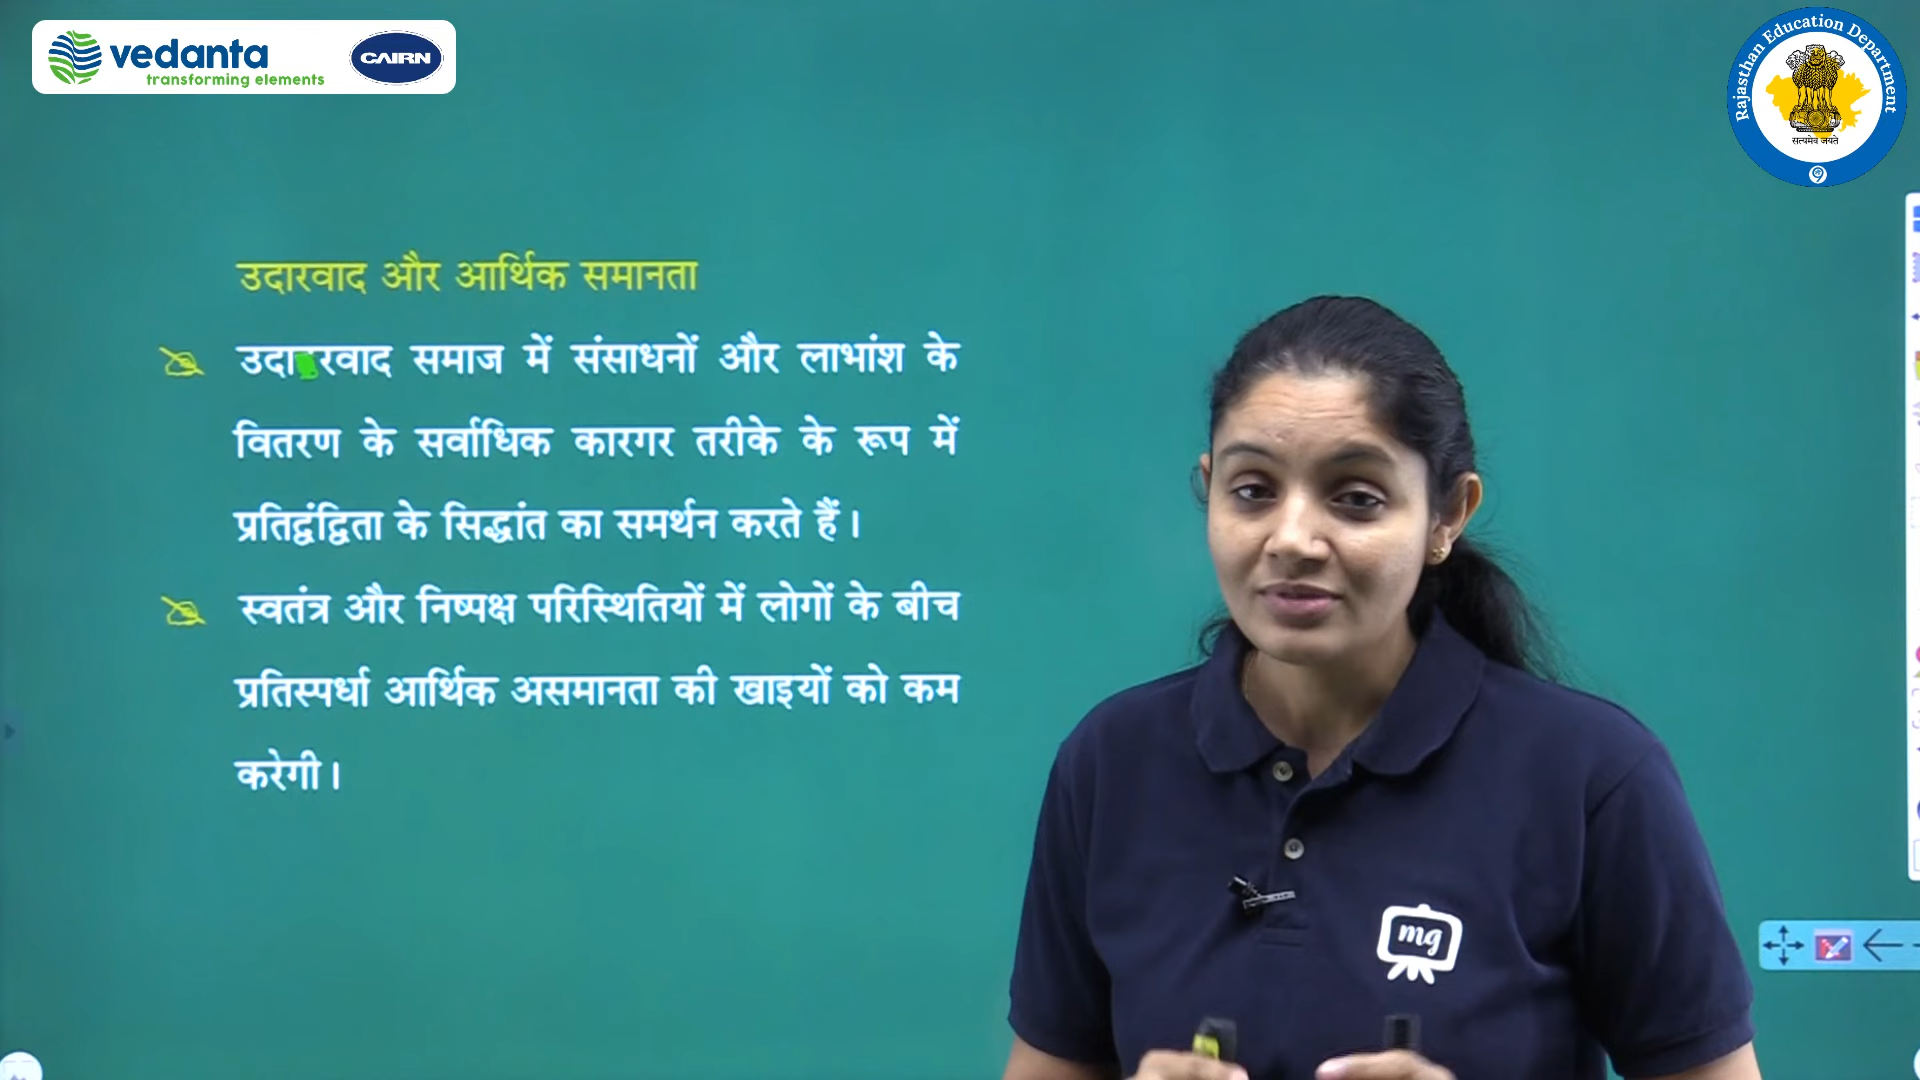 vedanta
transforming elements
CAIRN
Rajasthan Education Department
सत्यमेव जयते
उदारवाद और आर्थिक समानता
उदारवाद समाज में संसाधनों और लाभांश के
वितरण के सर्वाधिक कारगर तरीके के रूप में
प्रतिद्वंद्विता के सिद्धांत का समर्थन करते हैं।
स्वतंत्र और निष्पक्ष परिस्थितियों में लोगों के बीच
प्रतिस्पर्धा आर्थिक असमानता की खाइयों को कम
करेगी।
mg